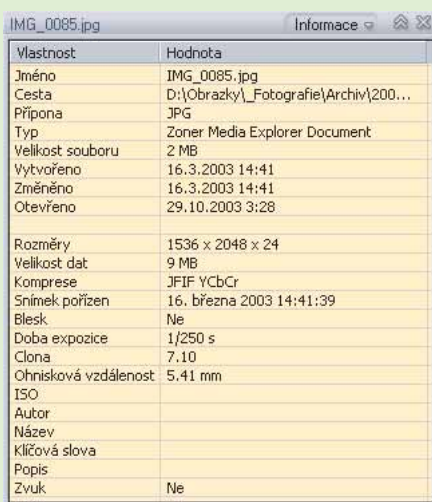 IMG_0085.jpg Informace
Vlastnost Hodnota
Jméno IMG_0085.jpg
Cesta D:\Obrazky\_Fotografie\Archiv\200...
Přípona JPG
Typ Zoner Media Explorer Document
Velikost souboru 2 MB
Vytvořeno 16.3.2003 14:41
Změněno 16.3.2003 14:41
Otevřeno 29.10.2003 3:28
Rozměry 1536 x 2048 x 24
Velikost dat 9 MB
Komprese JFIF YCbCr
Snímek pořízen 16. března 2003 14:41:39
Blesk Ne
Doba expozice 1/250 s
Clona 7.10
Ohnisková vzdálenost 5.41 mm
ISO
Autor
Název
Klíčová slova
Popis
Zvuk Ne